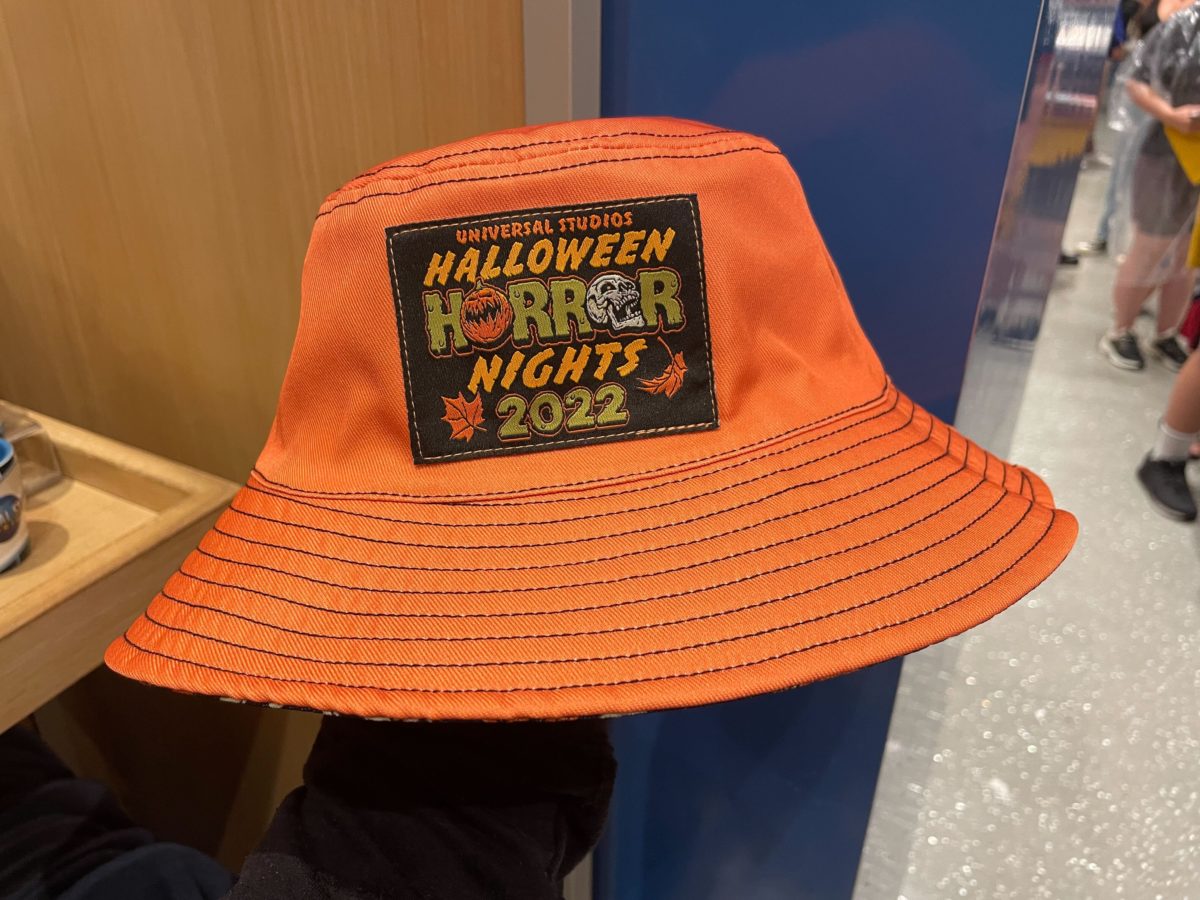 UNIVERSAL STUDIOS
HALLOWEEN
HORROR
NIGHTS
2022